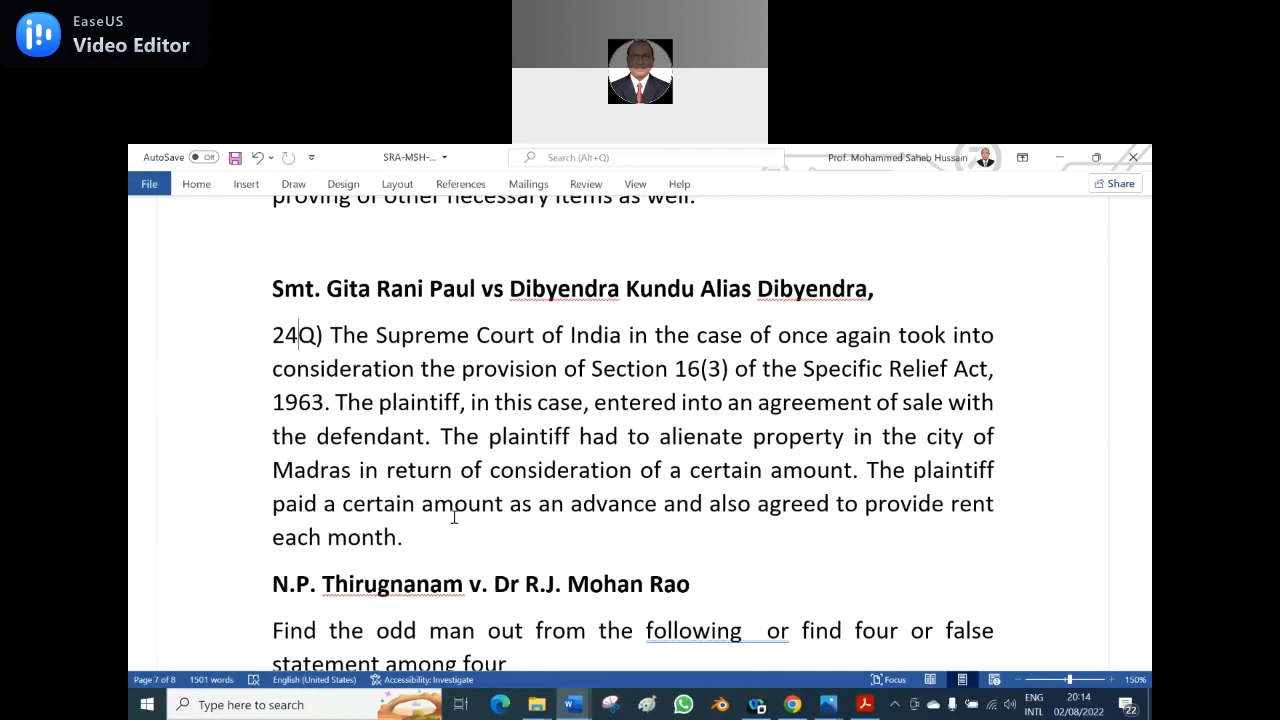 EaseUS
Video Editor
AutoSave Off SRA-MSH-... Search (Alt+Q) Prof. Mohammed Saheb Hussain
File Home Insert Draw Design Layout References Mailings Review View Help Share
proving of other necessary items as well.
Smt. Gita Rani Paul vs Dibyendra Kundu Alias Dibyendra,
24Q) The Supreme Court of India in the case of once again took into
consideration the provision of Section 16(3) of the Specific Relief Act,
1963. The plaintiff, in this case, entered into an agreement of sale with
the defendant. The plaintiff had to alienate property in the city of
Madras in return of consideration of a certain amount. The plaintiff
paid a certain amount as an advance and also agreed to provide rent
each month.
N.P. Thirugnanam v. Dr R.J. Mohan Rao
Find the odd man out from the following or find four or false
statement among four
Page 7 of 8 1501 words English (United States) Accessibility: Investigate Focus 150%
Type here to search ENG 20:14
INTL 02/08/2022 22